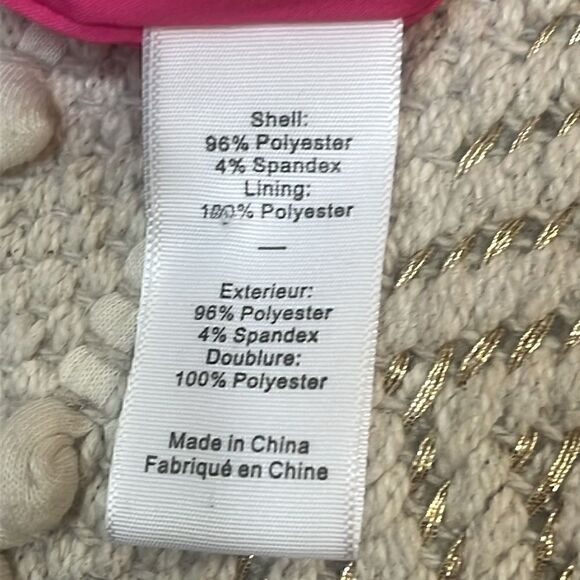 Shell:
96% Polyester
4% Spandex
Lining:
100% Polyester
—
Exterieur:
96% Polyester
4% Spandex
Doublure:
100% Polyester
Made in China
Fabriqué en Chine